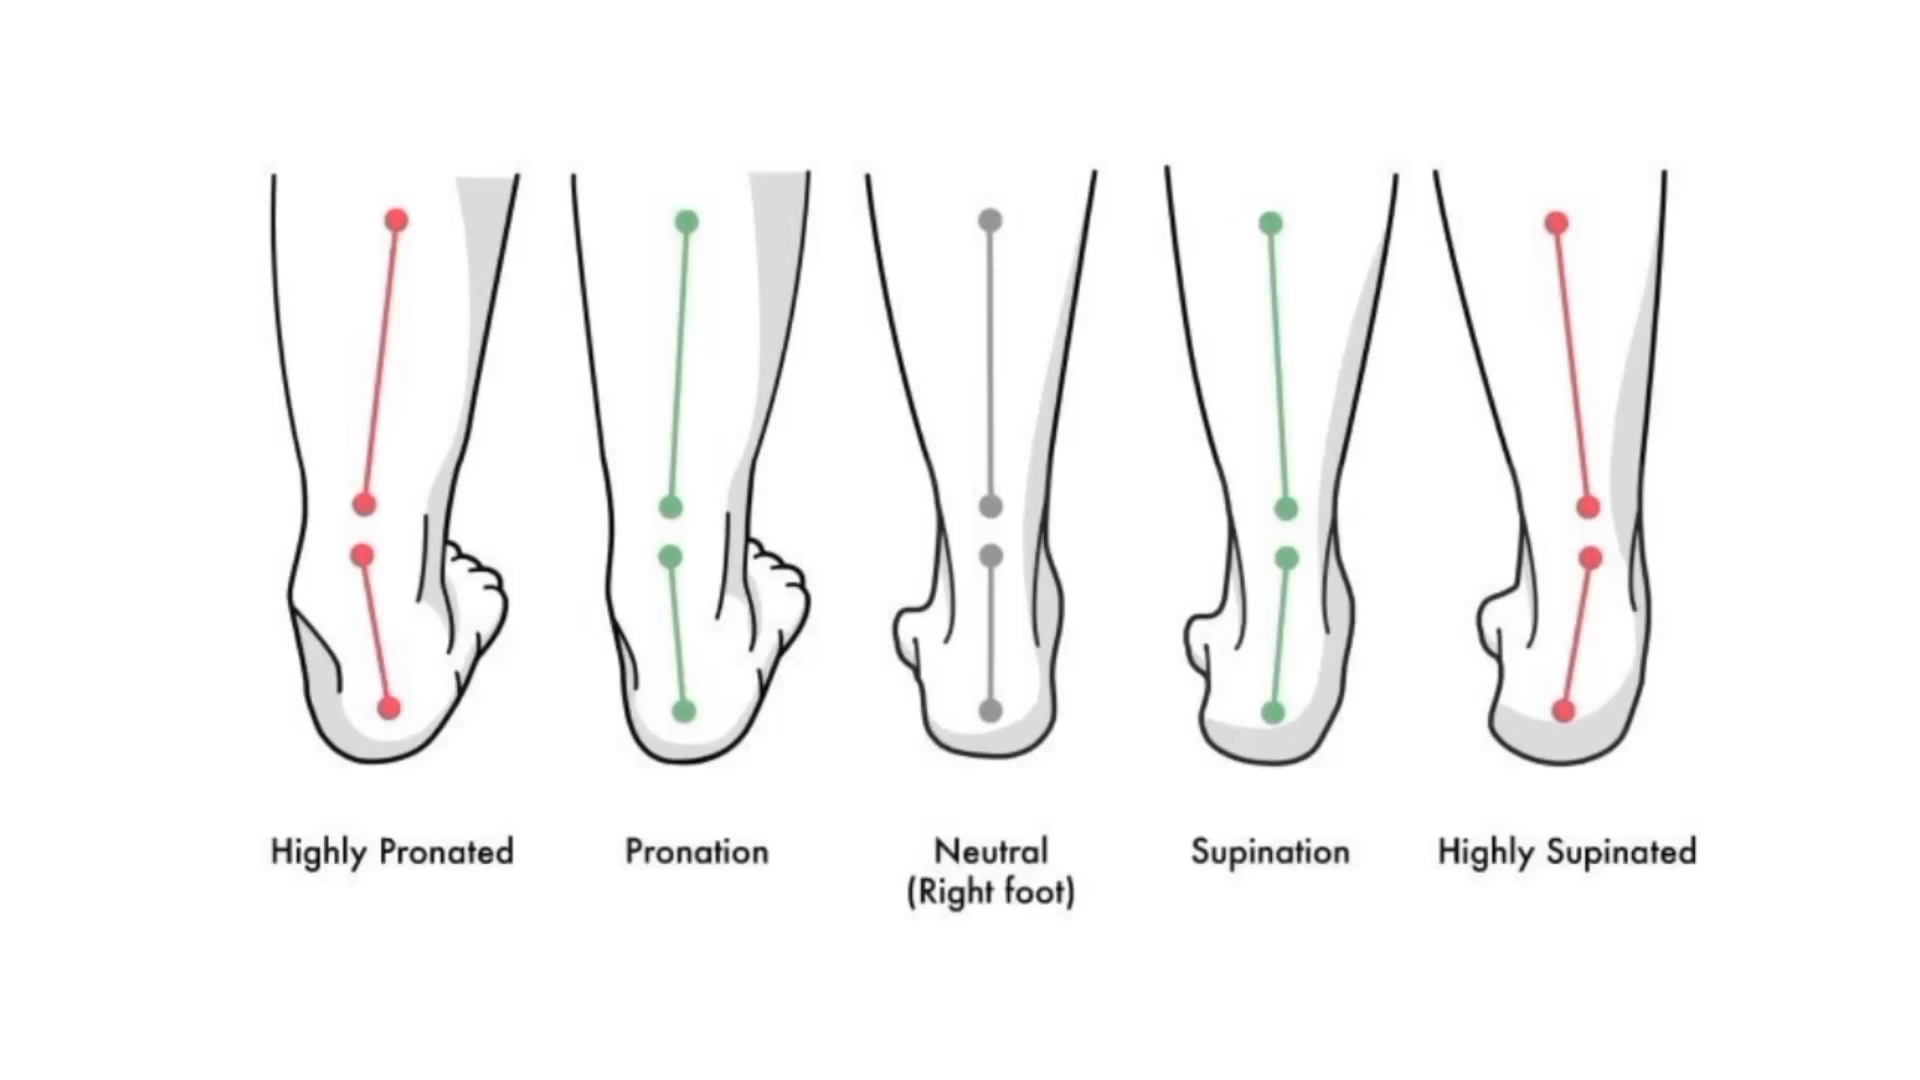 Highly Pronated
Pronation
Neutral
(Right foot)
Supination
Highly Supinated